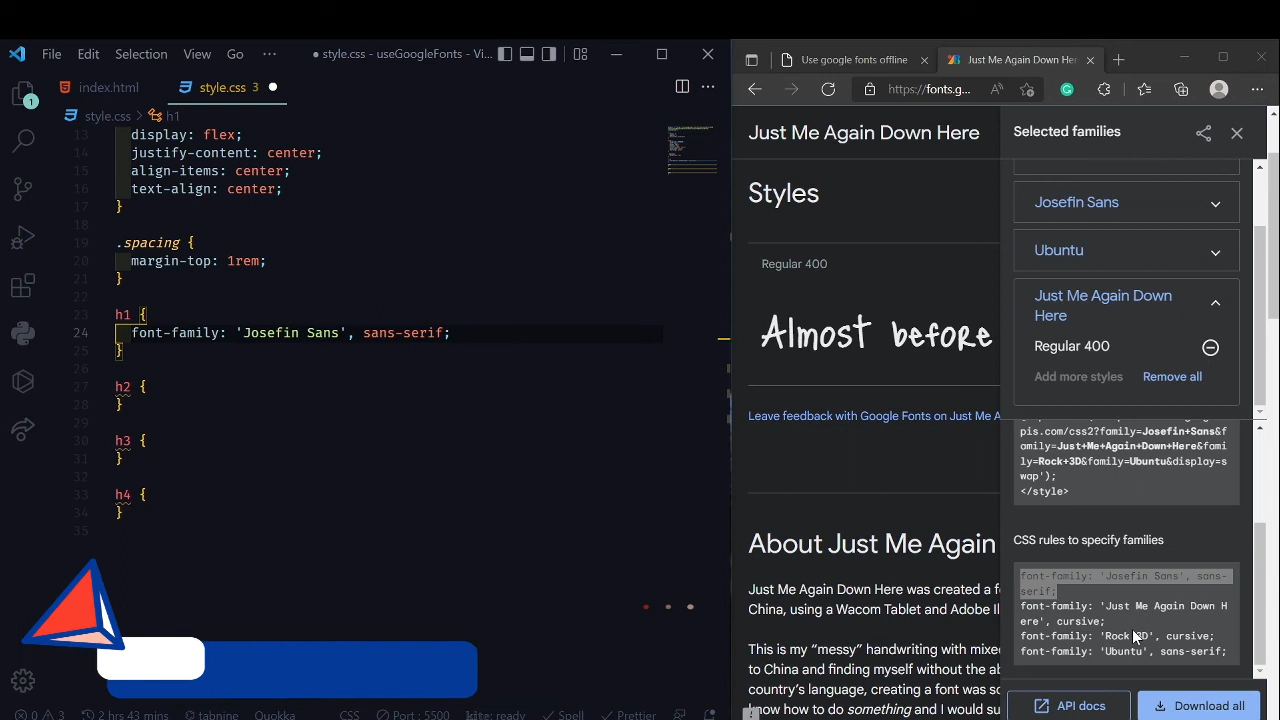 File Edit Selection View Go ··· ● style.css - useGoogleFonts - Vi...
index.html style.css 3
style.css > h1
13 display: flex;
14 justify-content: center;
15 align-items: center;
16 text-align: center;
17 }
18
19 .spacing {
20 margin-top: 1rem;
21 }
22
23 h1 {
24 font-family: 'Josefin Sans', sans-serif;
25 }
26
27 h2 {
28 }
29
30 h3 {
31 }
32
33 h4 {
34 }
35
1
0 3 2 hrs 43 mins tabnine Quokka CSS Port : 5500 kite: ready Spell Prettier
Use google fonts offline Just Me Again Down Her
https://fonts.g...
Just Me Again Down Here
Styles
Regular 400
Almost before
Leave feedback with Google Fonts on Just Me A
About Just Me Again
Just Me Again Down Here was created a f
China, using a Wacom Tablet and Adobe Il
This is my “messy” handwriting with mixed
to China and finding myself without the ab
country’s language, creating a font was so
know how to do something and I would su
Selected families
Josefin Sans
Ubuntu
Just Me Again Down
Here
Regular 400
Add more styles Remove all
pis.com/css2?family=Josefin+Sans&f
amily=Just+Me+Again+Down+Here&fami
ly=Rock+3D&family=Ubuntu&display=s
wap');
</style>
CSS rules to specify families
font-family: 'Josefin Sans', sans-
serif;
font-family: 'Just Me Again Down H
ere', cursive;
font-family: 'Rock 3D', cursive;
font-family: 'Ubuntu', sans-serif;
API docs Download all